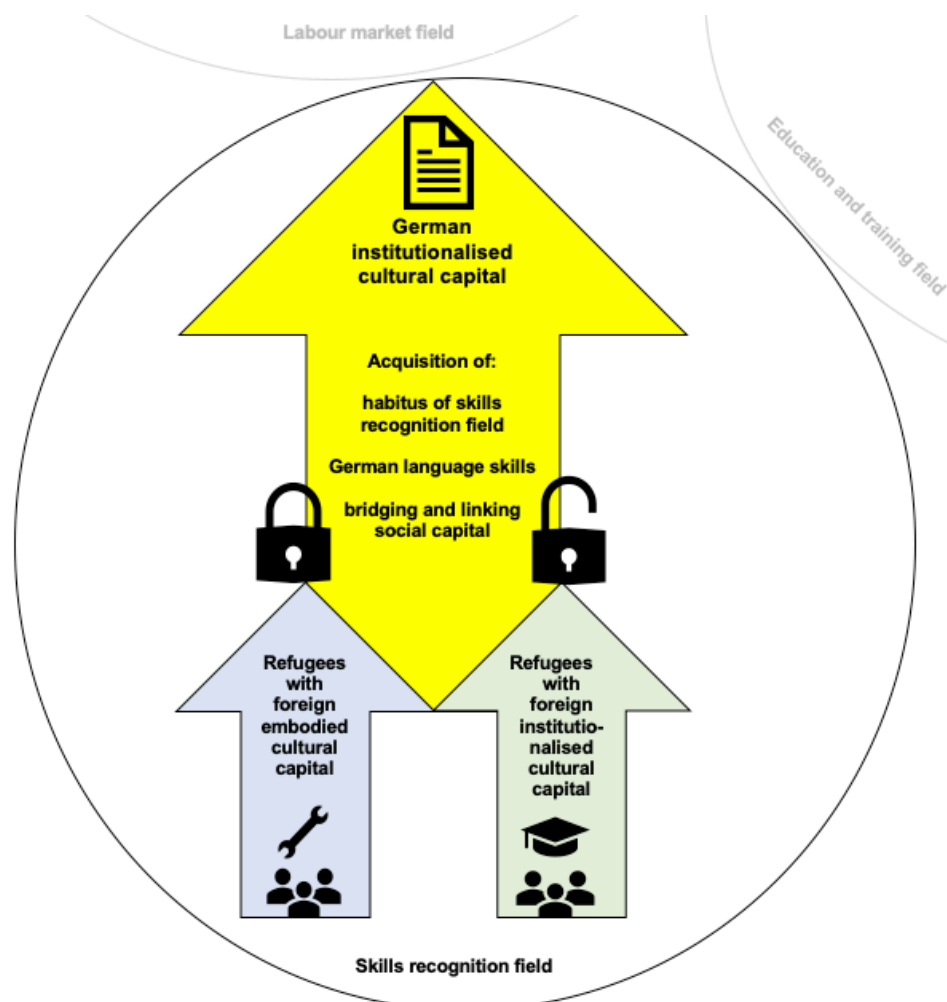 Labour market field
Education and training field
German
institutionalised
cultural capital
Acquisition of:
habitus of skills
recognition field
German language skills
bridging and linking
social capital
Refugees
with
foreign
embodied
cultural
capital
Refugees
with
foreign
institutio-
nalised
cultural
capital
Skills recognition field